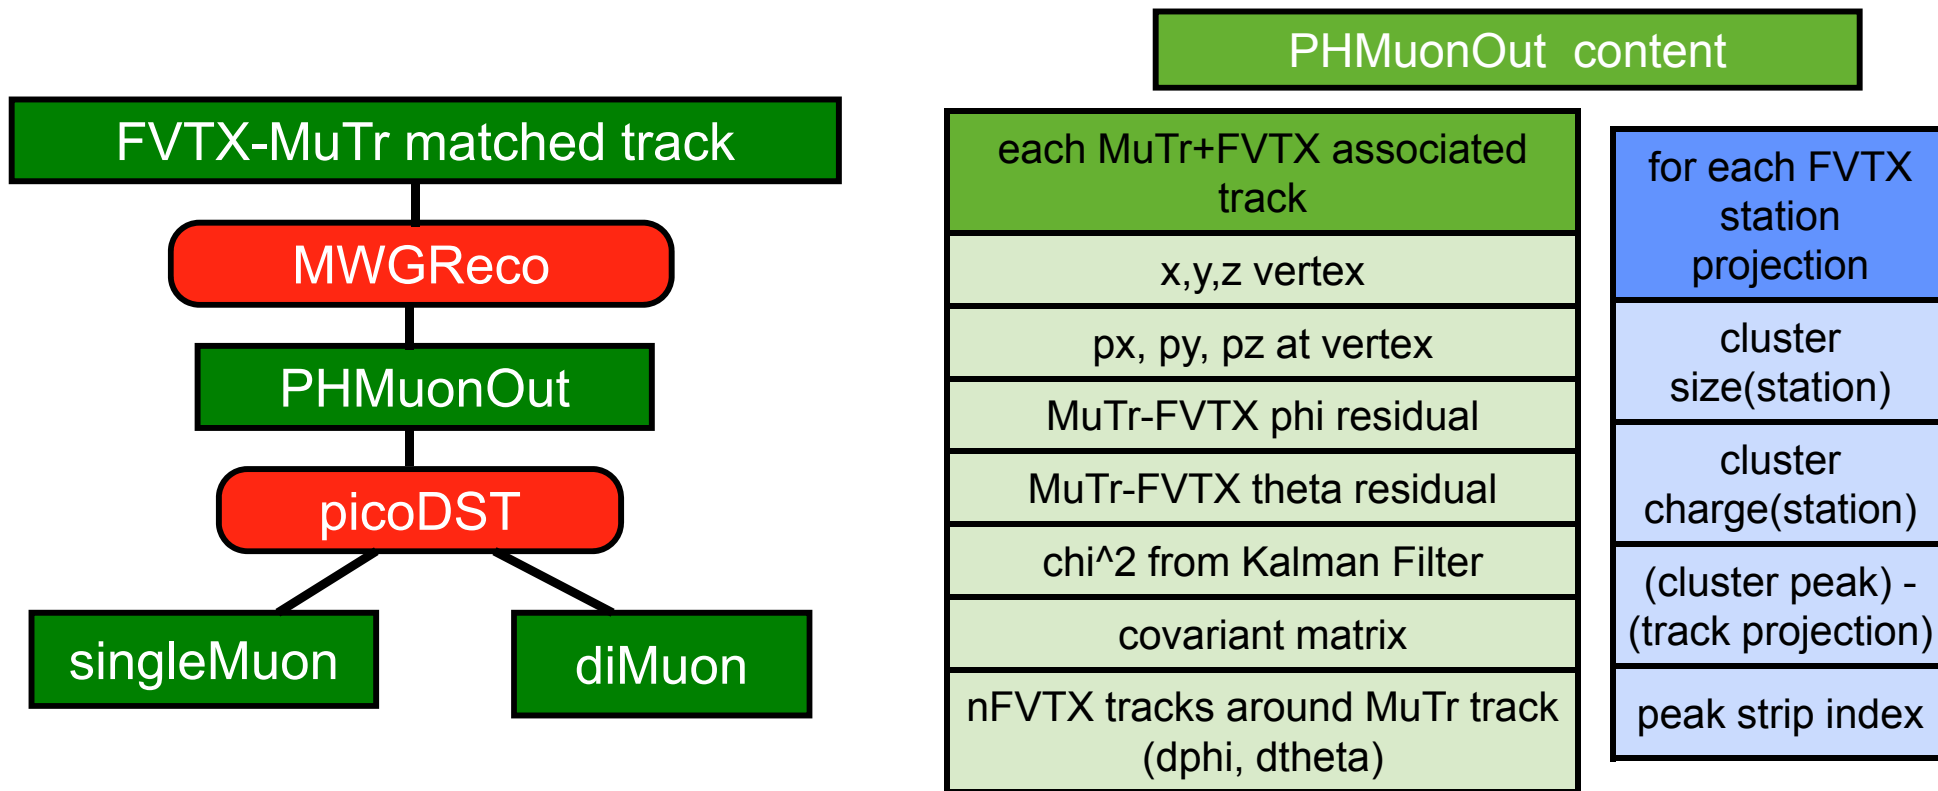 PHMuonOut  content
FVTX-MuTr matched track
MWGReco
PHMuonOut
picoDST
singleMuon
diMuon
each MuTr+FVTX associated
track
x,y,z vertex
px, py, pz at vertex
MuTr-FVTX phi residual
MuTr-FVTX theta residual
chi^2 from Kalman Filter
covariant matrix
nFVTX tracks around MuTr track
(dphi, dtheta)
for each FVTX
station
projection
cluster
size(station)
cluster
charge(station)
(cluster peak) -
(track projection)
peak strip index